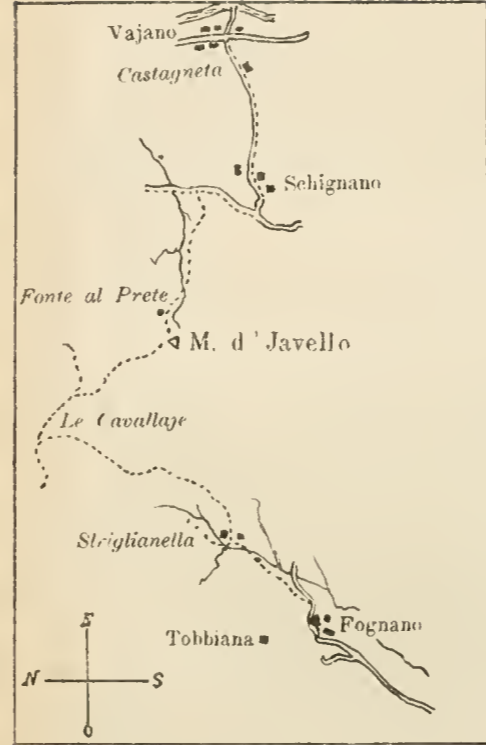 Vajano
Castagneta
Schignano
Fonte al Prete
M. d'Javello
Le Cavallaje
Striglianella
Fognano
Tobbiana
E
N S
O